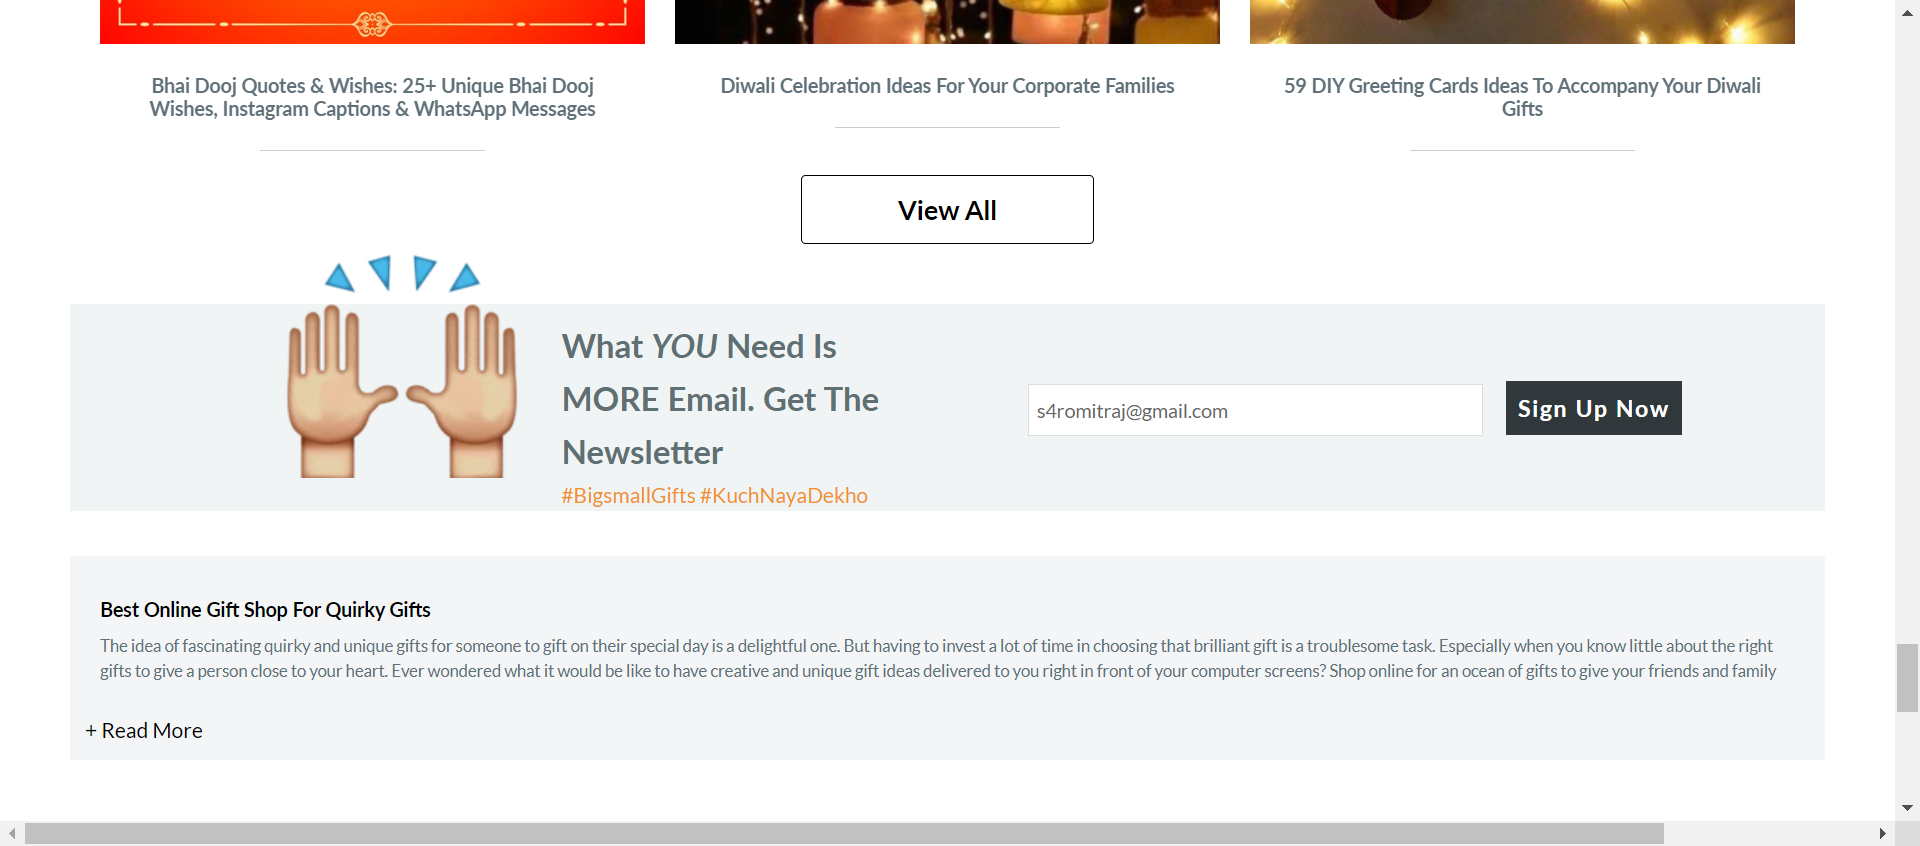 Bhai Dooj Quotes & Wishes: 25+ Unique Bhai Dooj
Wishes, Instagram Captions & WhatsApp Messages
Diwali Celebration Ideas For Your Corporate Families
59 DIY Greeting Cards Ideas To Accompany Your Diwali
Gifts
View All
What YOU Need Is
MORE Email. Get The
Newsletter
#BigsmallGifts #KuchNayaDekho
s4romitraj@gmail.com
Sign Up Now
Best Online Gift Shop For Quirky Gifts
The idea of fascinating quirky and unique gifts for someone to gift on their special day is a delightful one. But having to invest a lot of time in choosing that brilliant gift is a troublesome task. Especially when you know little about the right
gifts to give a person close to your heart. Ever wondered what it would be like to have creative and unique gift ideas delivered to you right in front of your computer screens? Shop online for an ocean of gifts to give your friends and family
+ Read More